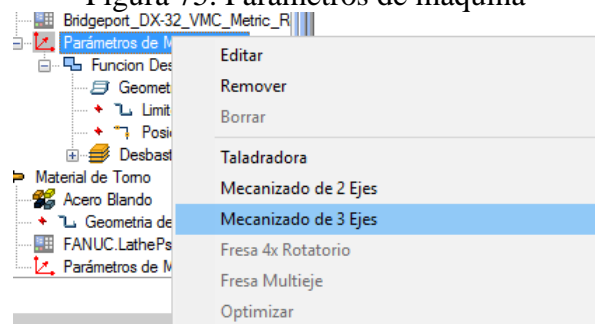 Figura 75. Parámetros de máquina
Bridgeport_DX-32_VMC_Metric_R
Parámetros de M
Funcion Des
Geomet
Limit
Posi
Desbast
Material de Torno
Acero Blando
Geometria de
FANUC.LathePs
Parámetros de M
Editar
Remover
Borrar
Taladradora
Mecanizado de 2 Ejes
Mecanizado de 3 Ejes
Fresa 4x Rotatorio
Fresa Multieje
Optimizar